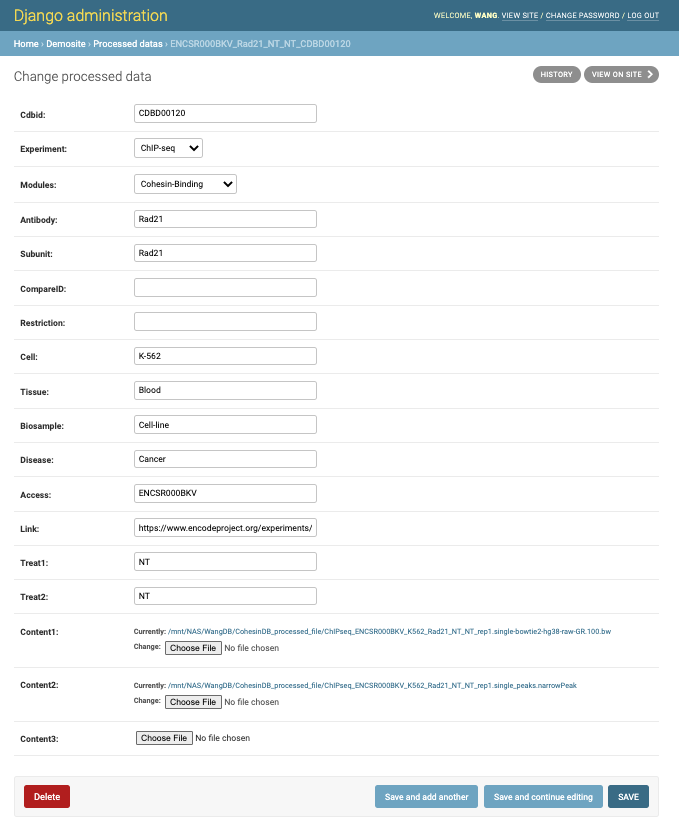 Django administration
WELCOME, WANG. VIEW SITE / CHANGE PASSWORD / LOG OUT
Home › Demosite › Processed datas › ENCSR000BKV_Rad21_NT_NT_CDBD00120
Change processed data
HISTORY
VIEW ON SITE
Cdbid: CDBD00120
Experiment: ChIP-seq
Modules: Cohesin-Binding
Antibody: Rad21
Subunit: Rad21
CompareID:
Restriction:
Cell: K-562
Tissue: Blood
Biosample: Cell-line
Disease: Cancer
Access: ENCSR000BKV
Link: https://www.encodeproject.org/experiments/
Treat1: NT
Treat2: NT
Content1: Currently: /mnt/NAS/WangDB/CohesinDB_processed_file/ChIPseq_ENCSR000BKV_K562_Rad21_NT_NT_rep1.single-bowtie2-hg38-raw-GR.100.bw
Change: Choose File No file chosen
Content2: Currently: /mnt/NAS/WangDB/CohesinDB_processed_file/ChIPseq_ENCSR000BKV_K562_Rad21_NT_NT_rep1.single_peaks.narrowPeak
Change: Choose File No file chosen
Content3: Choose File No file chosen
Delete
Save and add another
Save and continue editing
SAVE